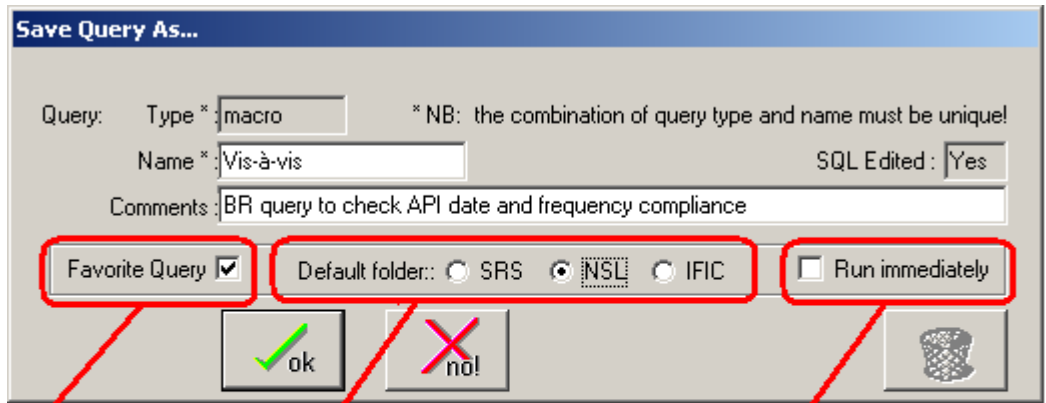 Save Query As...
Query: Type * : macro * NB: the combination of query type and name must be unique!
Name * : Vis-à-vis SQL Edited : Yes
Comments : BR query to check API date and frequency compliance
Favorite Query Default folder:: SRS NSL IFIC Run immediately
ok no!